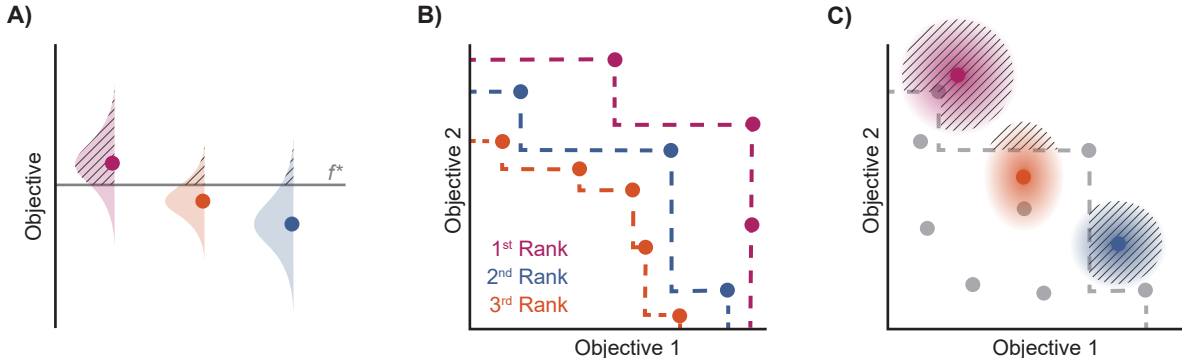 A)
Objective
f*
B)
Objective 2
1st Rank
2nd Rank
3rd Rank
Objective 1
C)
Objective 2
Objective 1